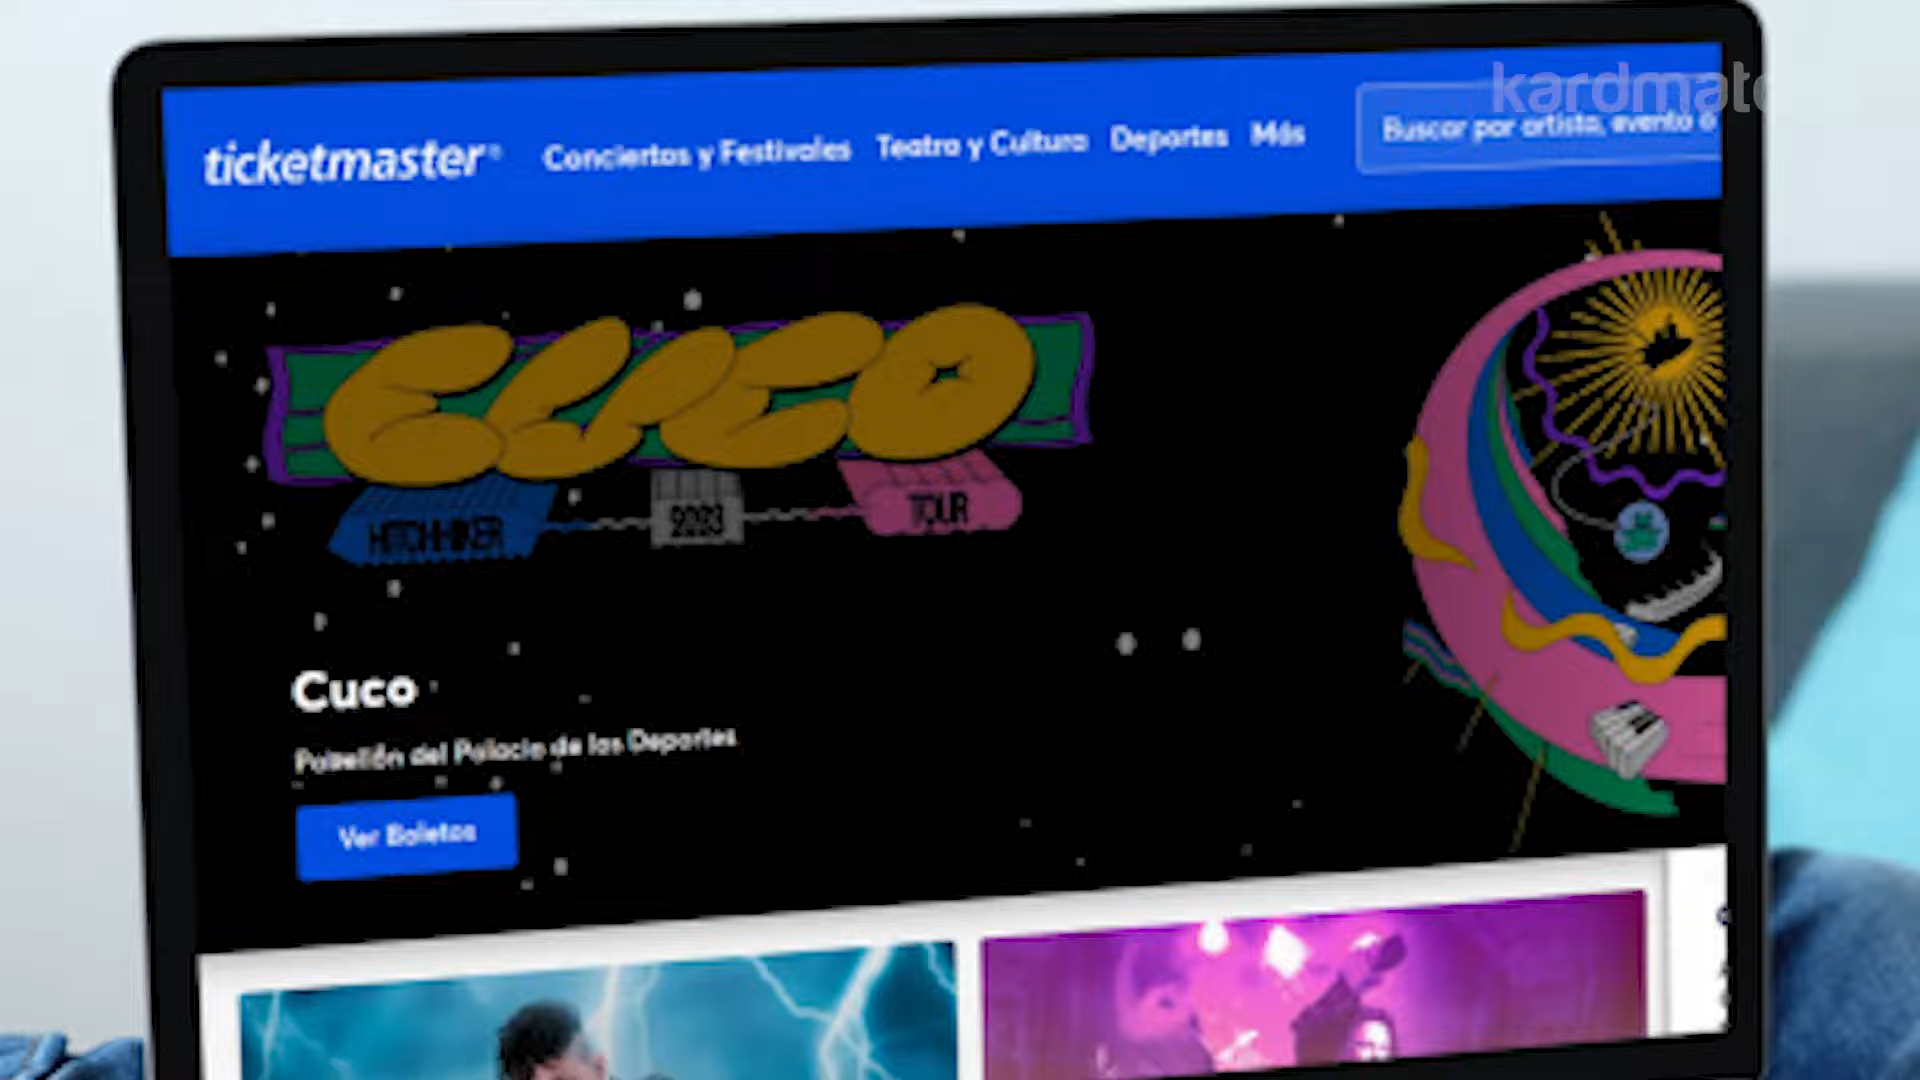 kardmatc
ticketmaster®
Conciertos y Festivales Teatro y Cultura Deportes Más
Buscar por artista, evento o
CUCO
HITCHHIKER 2023 TOUR
Cuco
Pabellón del Palacio de los Deportes
Ver Boletos